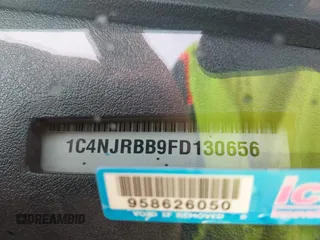 1C4NJRBB9FD130656
IC
958626050
VOID IF REMOVED
DREAMBID